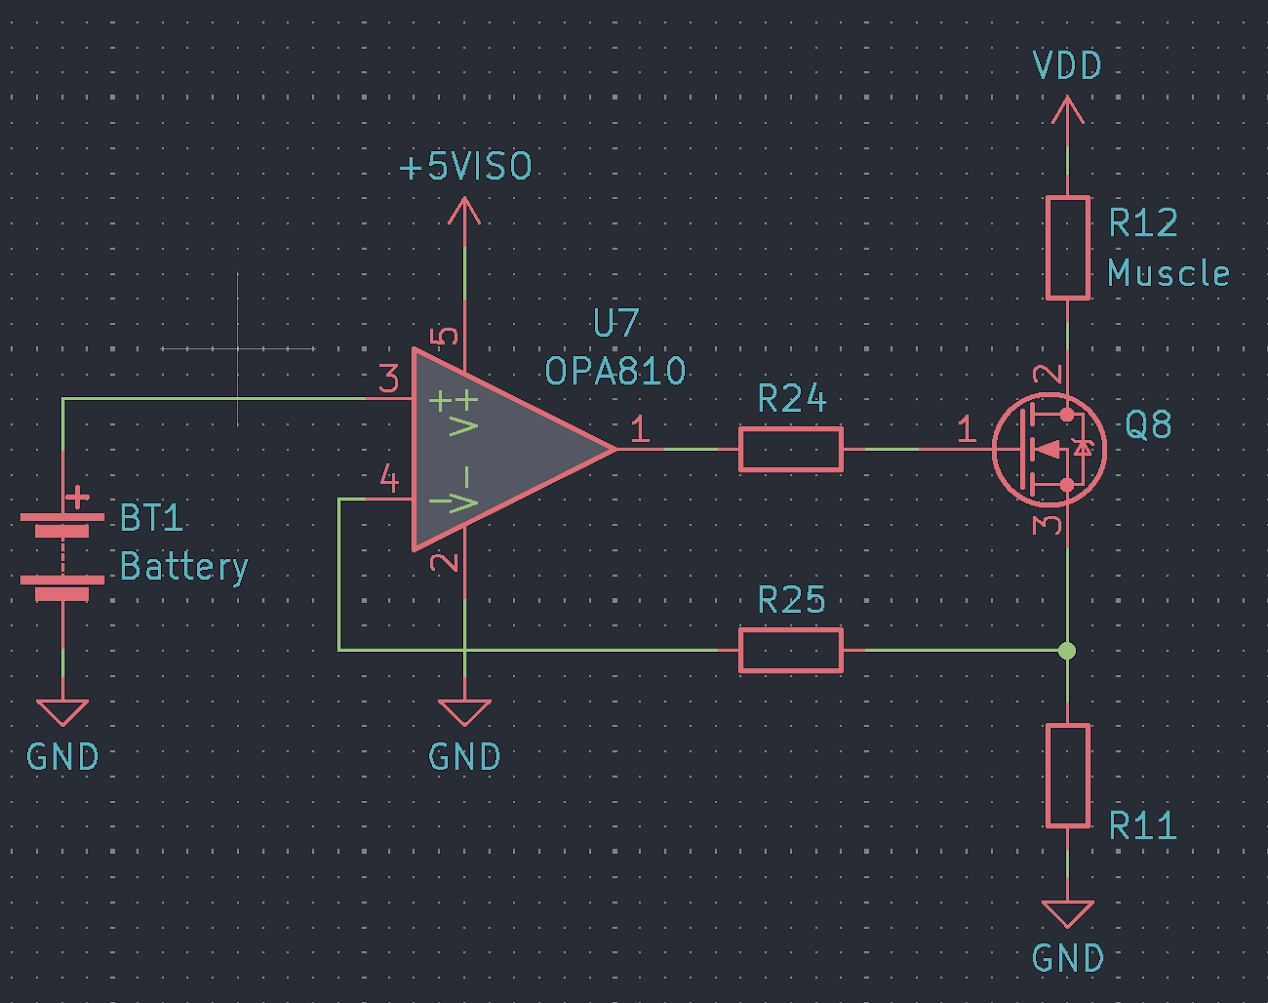 VDD
+5VISO
R12
Muscle
5
U7
OPA810
3
2
+
V+
R24
1
1
Q8
4
-
V-
+
BT1
Battery
2
3
R25
GND
GND
R11
GND